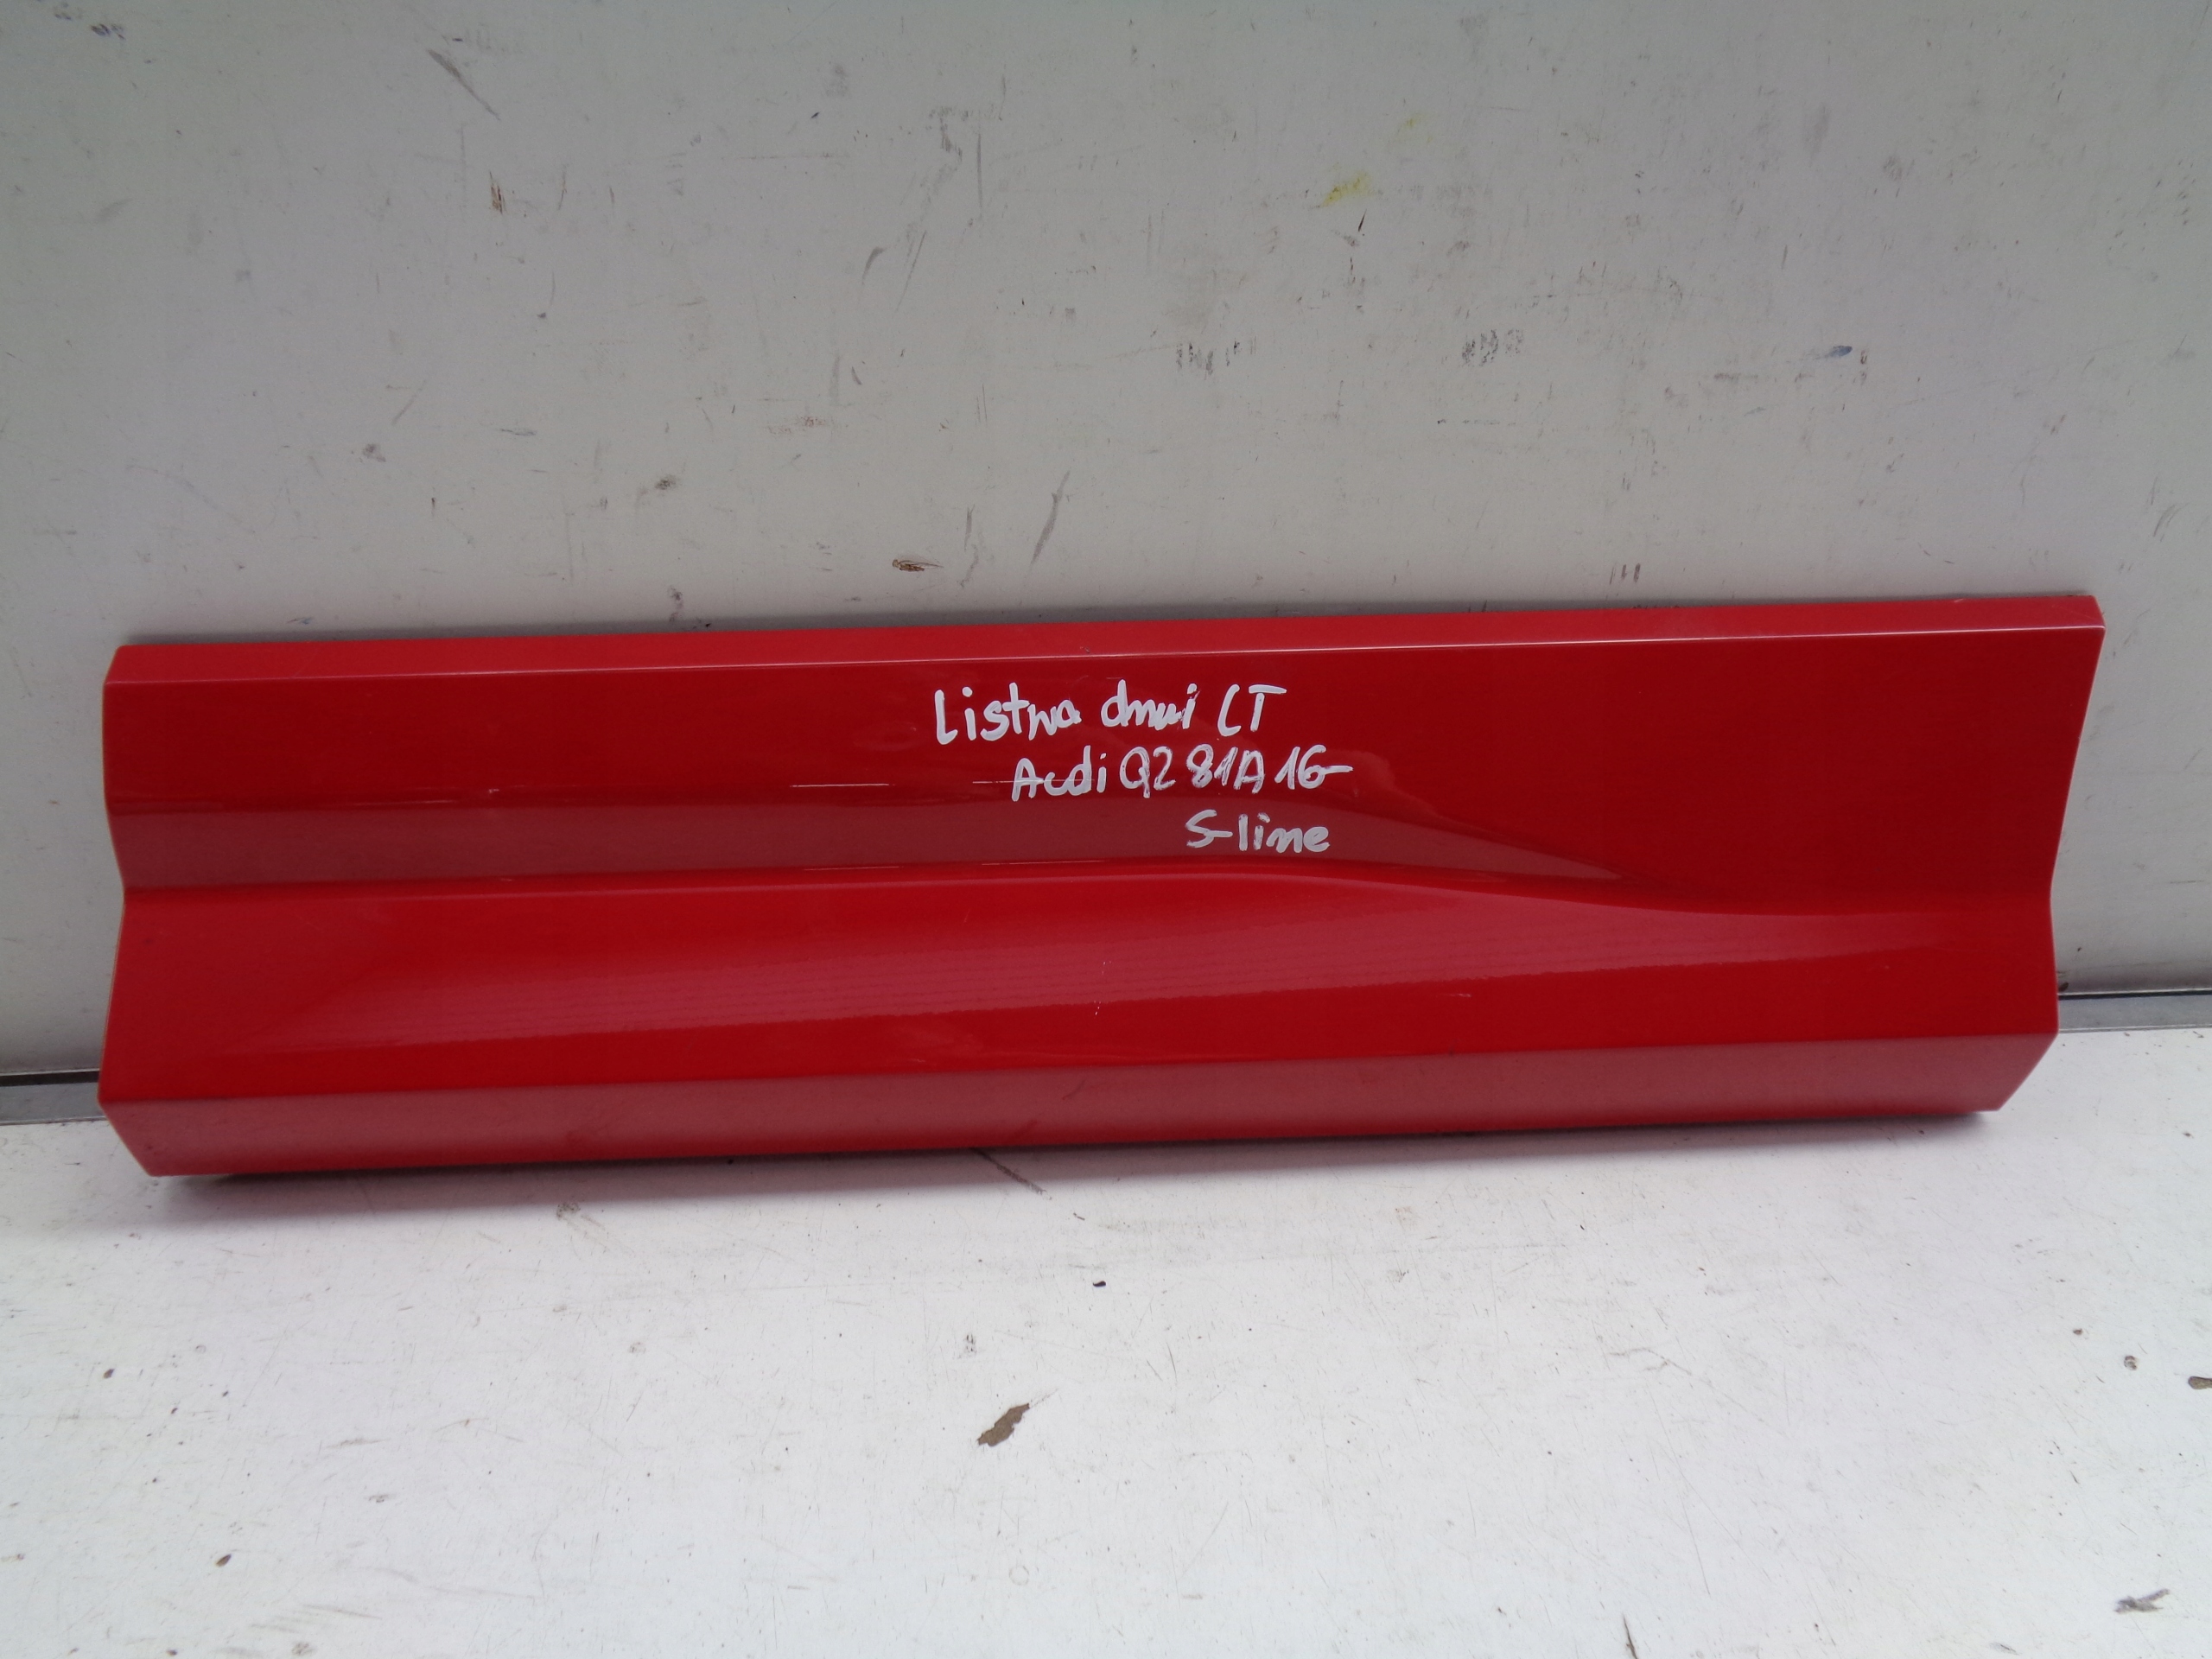 Listwa drzwi LT
Audi Q2 81A 16-
S-line